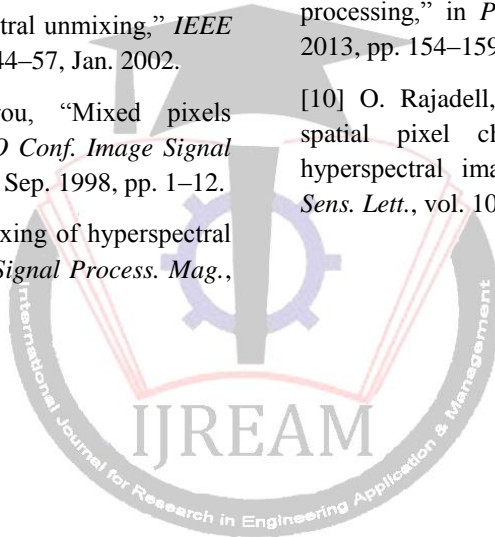 tral unmixing,” IEEE
44–57, Jan. 2002.
ou, “Mixed pixels
O Conf. Image Signal
Sep. 1998, pp. 1–12.
xing of hyperspectral
Signal Process. Mag.,
processing,” in P
2013, pp. 154–159
[10] O. Rajadell,
spatial pixel ch
hyperspectral ima
Sens. Lett., vol. 10
IJREAM
International Journal for Research in Engineering Application & Management